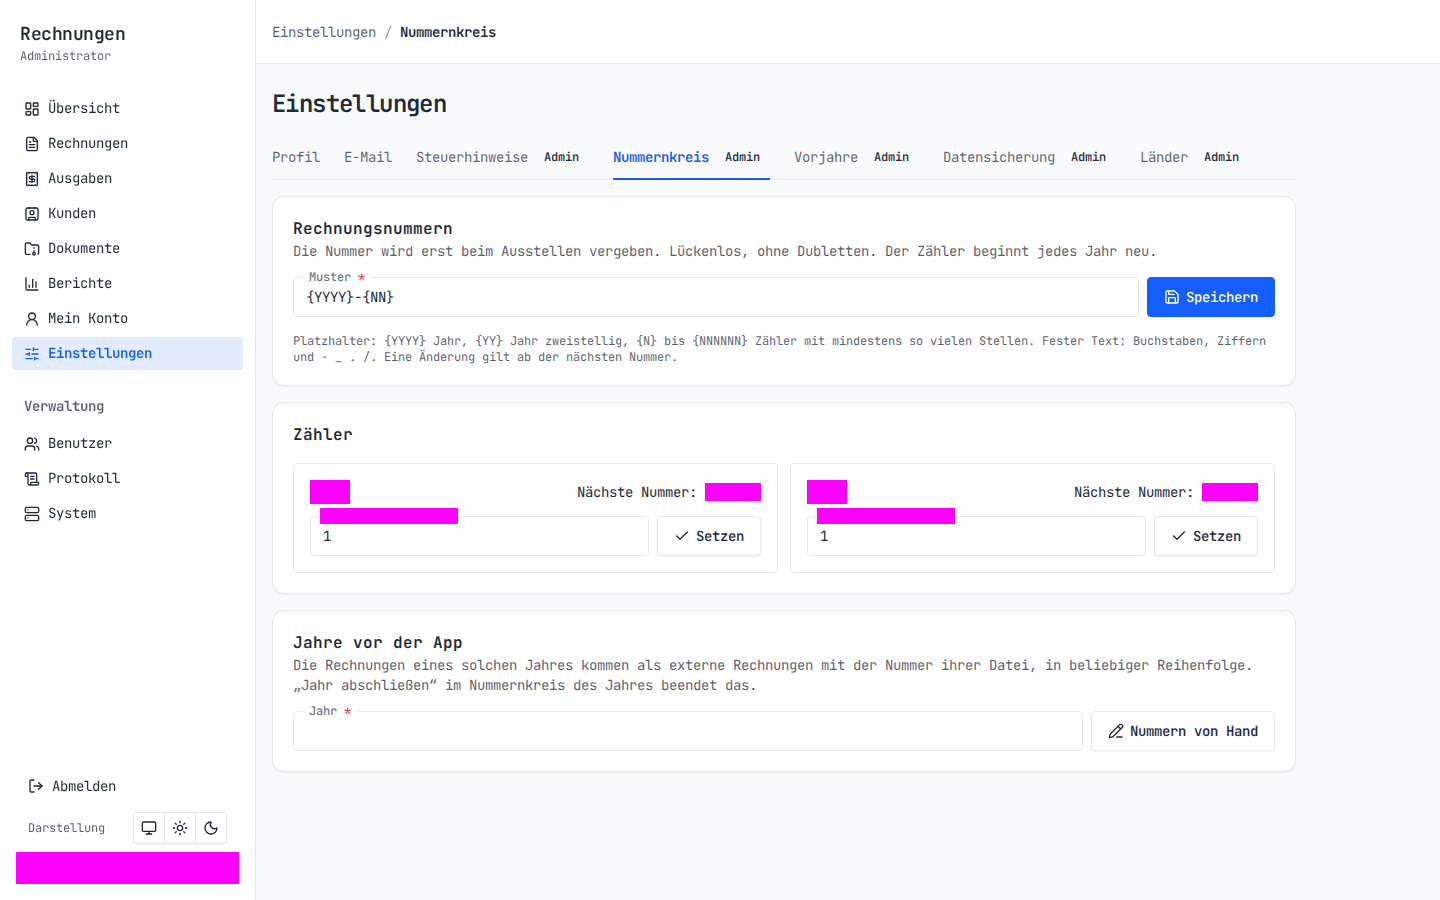 Rechnungen
Administrator
Übersicht
Rechnungen
Ausgaben
Kunden
Dokumente
Berichte
Mein Konto
Einstellungen
Verwaltung
Benutzer
Protokoll
System
Abmelden
Darstellung
Einstellungen / Nummernkreis
Einstellungen
Profil E-Mail Steuerhinweise Admin Nummernkreis Admin Vorjahre Admin Datensicherung Admin Länder Admin
Rechnungsnummern
Die Nummer wird erst beim Ausstellen vergeben. Lückenlos, ohne Dubletten. Der Zähler beginnt jedes Jahr neu.
Muster *
{YYYY}-{NN}
Speichern
Platzhalter: {YYYY} Jahr, {YY} Jahr zweistellig, {N} bis {NNNNNN} Zähler mit mindestens so vielen Stellen. Fester Text: Buchstaben, Ziffern
und - _ . /. Eine Änderung gilt ab der nächsten Nummer.
Zähler
Nächste Nummer:
1
Setzen
Nächste Nummer:
1
Setzen
Jahre vor der App
Die Rechnungen eines solchen Jahres kommen als externe Rechnungen mit der Nummer ihrer Datei, in beliebiger Reihenfolge.
„Jahr abschließen“ im Nummernkreis des Jahres beendet das.
Jahr *
Nummern von Hand